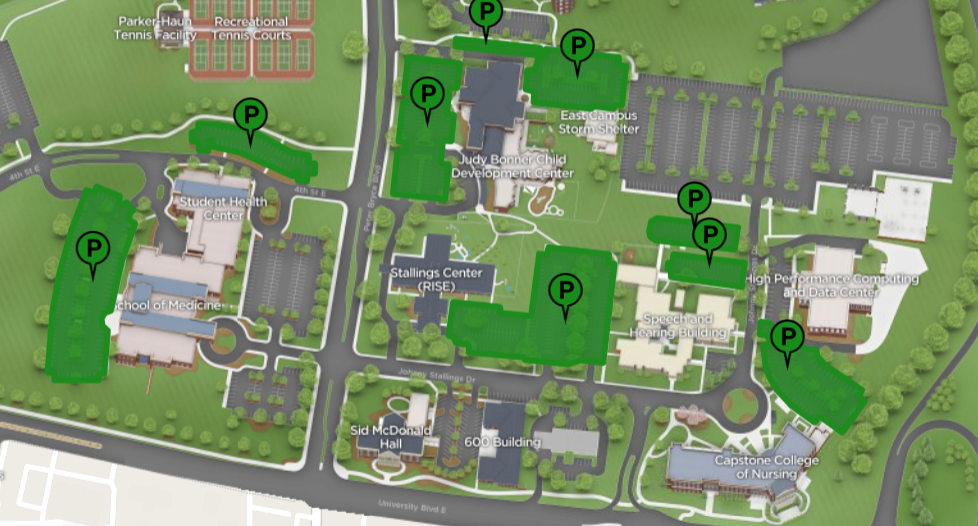 P
Parker-Haun
Tennis Facility
Recreational
Tennis Courts
P
P
P
East Campus
Storm Shelter
Judy Bonner Child
Development Center
4th St E
4th St E
Student Health
Center
Peter Bryce Blvd
P
P
P
Stallings Center
(RISE)
P
High Performance Computing
and Data Center
School of Medicine
Speech and
Hearing Building
P
Johnny Stallings Dr
Sid McDonald
Hall
600 Building
Capstone College
of Nursing
University Blvd E